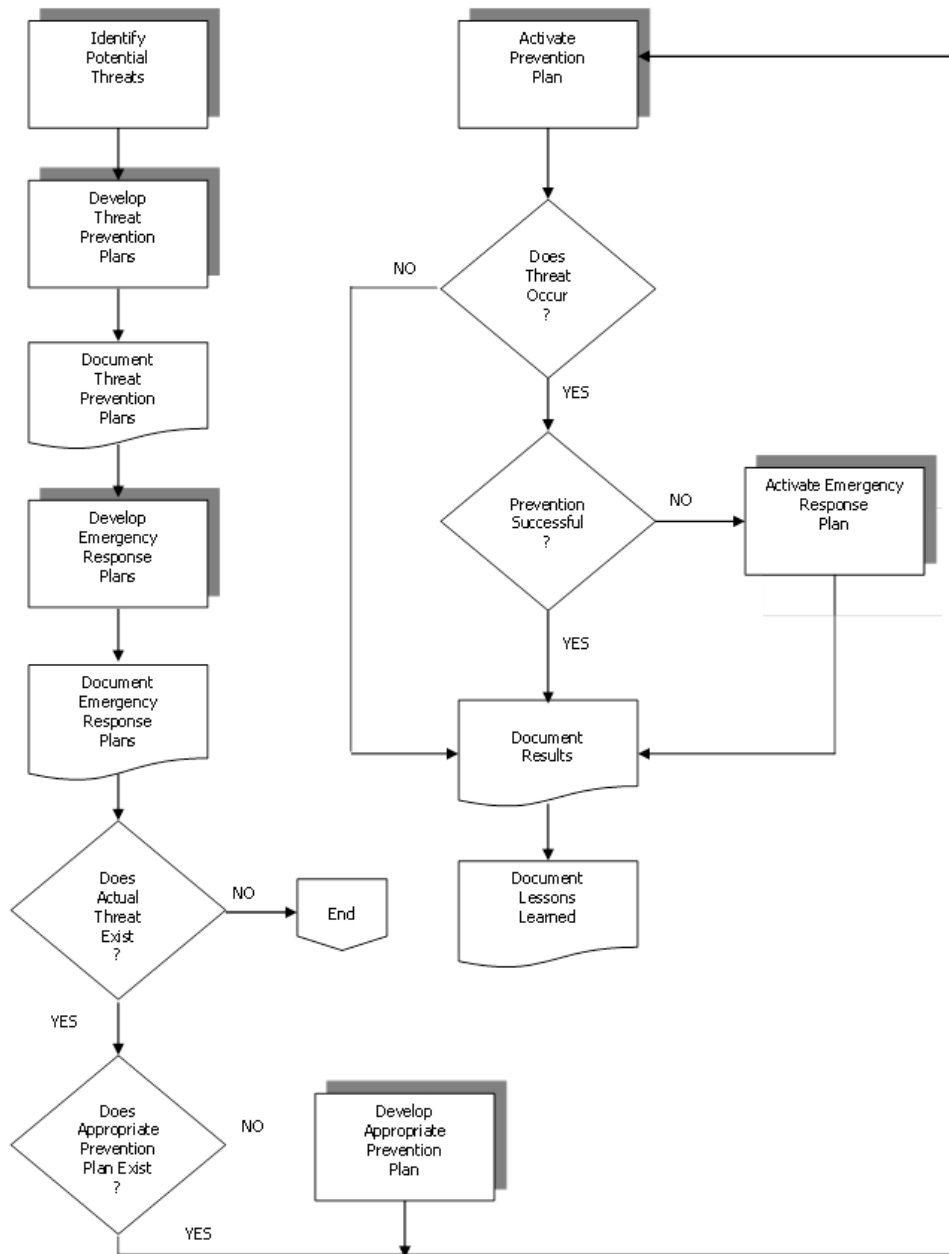 Identify
Potential
Threats
Develop
Threat
Prevention
Plans
Document
Threat
Prevention
Plans
Develop
Emergency
Response
Plans
Document
Emergency
Response
Plans
Does
Actual
Threat
Exist
?
NO
End
YES
Does
Appropriate
Prevention
Plan Exist
?
NO
Develop
Appropriate
Prevention
Plan
YES
Activate
Prevention
Plan
Does
Threat
Occur
?
NO
YES
Prevention
Successful
?
NO
Activate Emergency
Response
Plan
YES
Document
Results
Document
Lessons
Learned